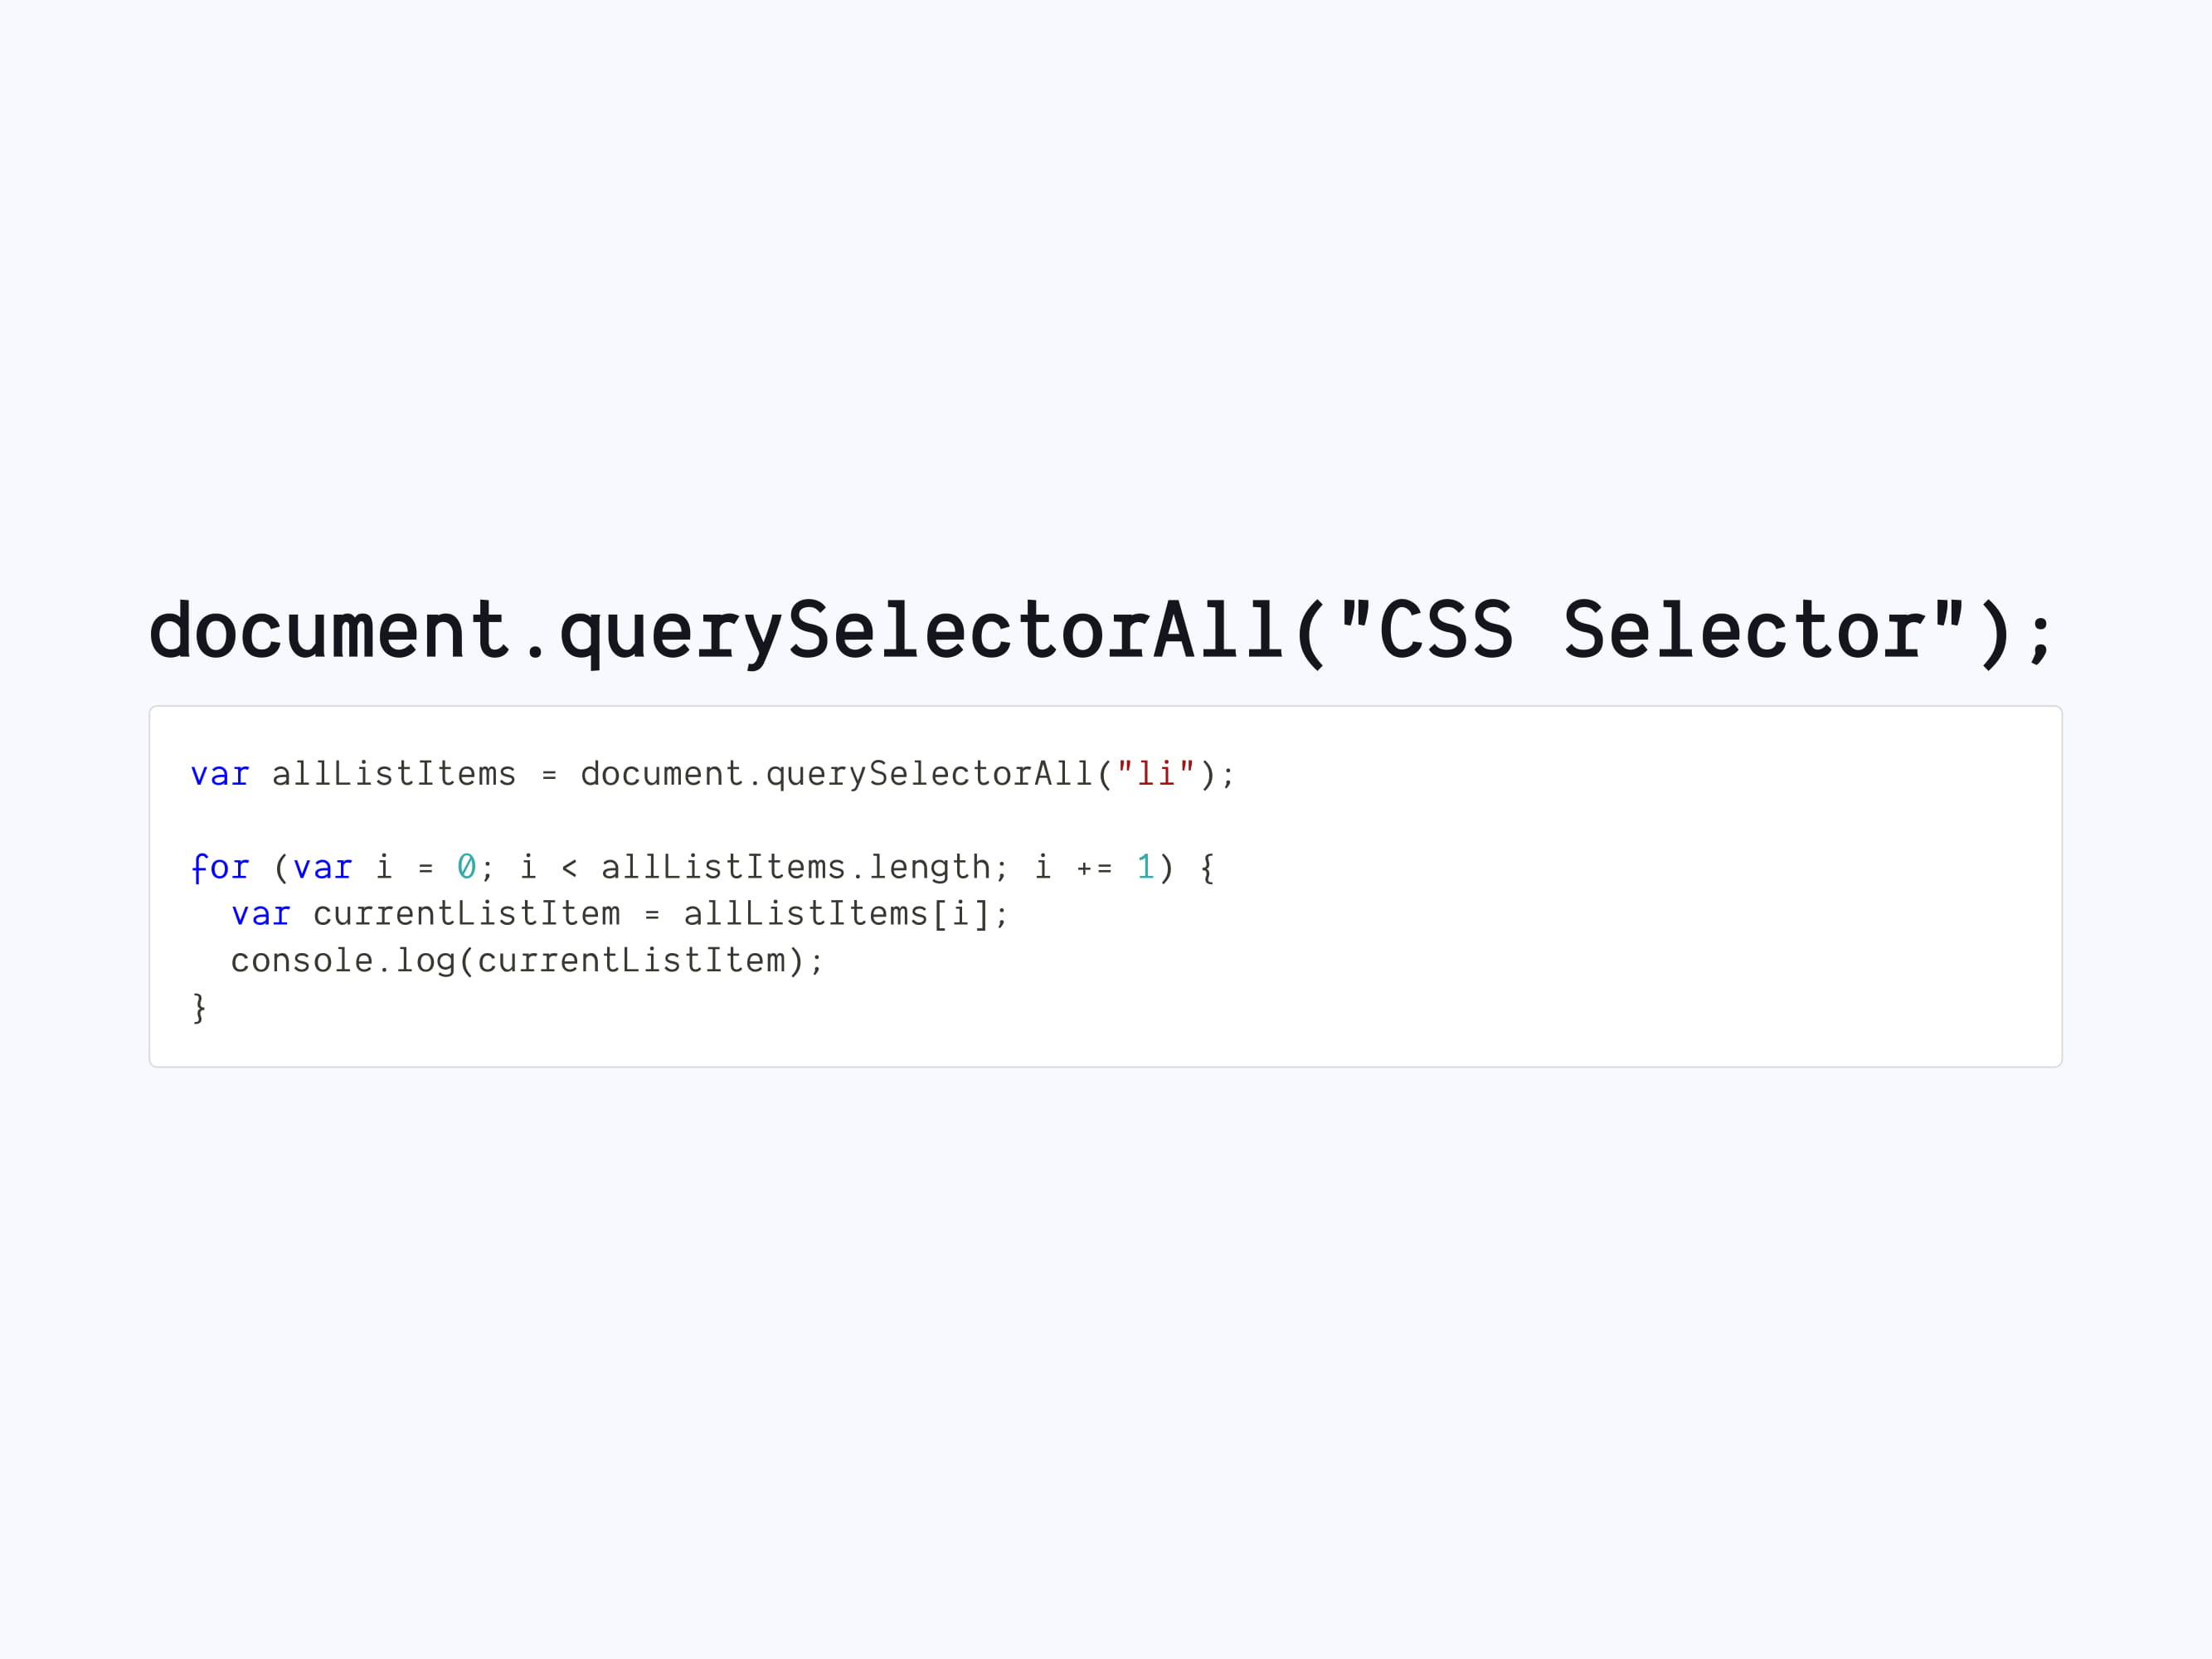 document.querySelectorAll("CSS Selector");
var allListItems = document.querySelectorAll("li");
for (var i = 0; i < allListItems.length; i += 1) {
  var currentListItem = allListItems[i];
  console.log(currentListItem);
}